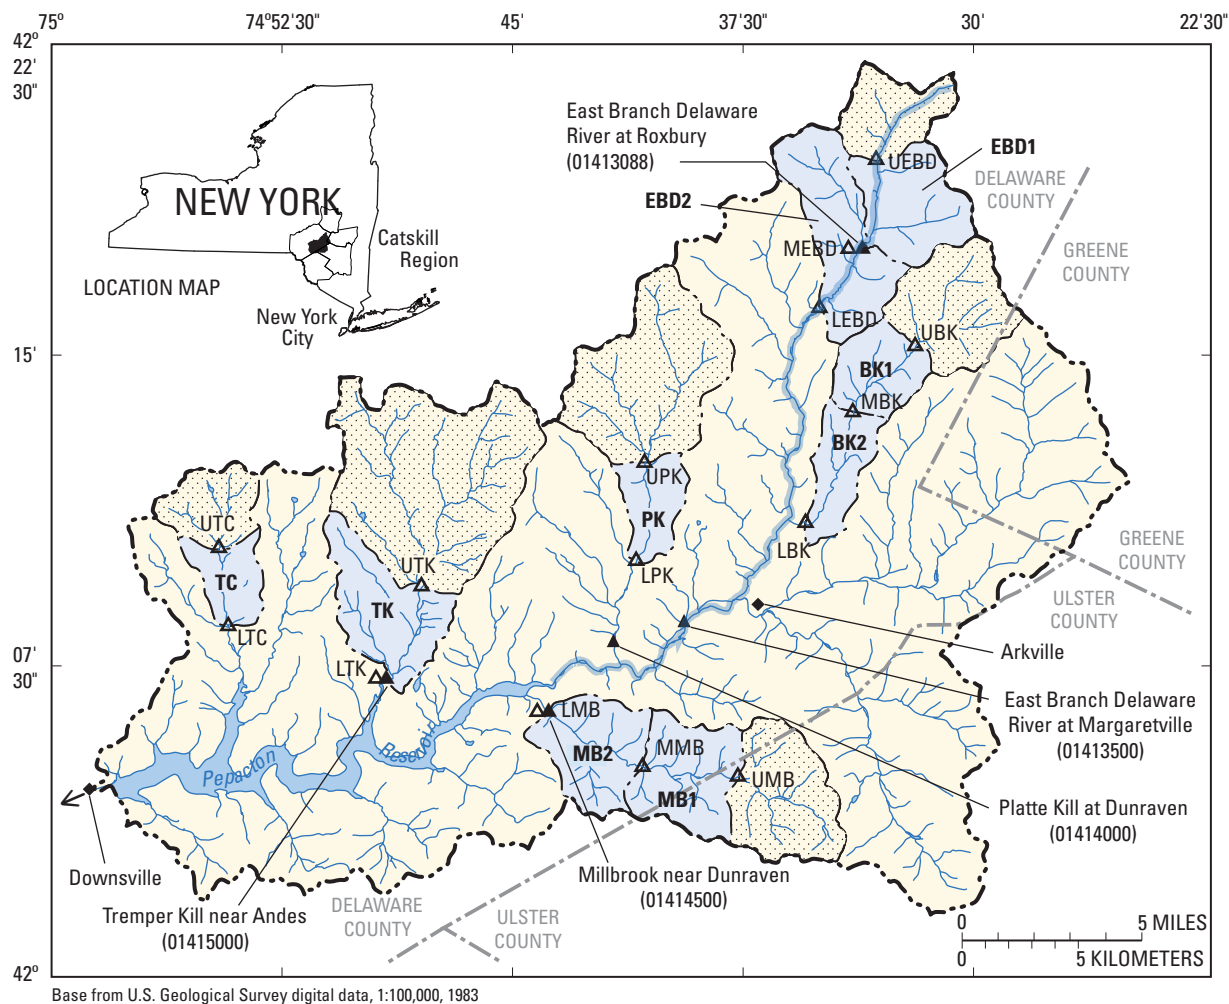 75°
74°52'30"
45'
37'30"
30'
22'30"
42°
22'
30"
East Branch Delaware
River at Roxbury
(01413088)
EBD1
UEBD
DELAWARE
COUNTY
EBD2
NEW YORK
GREENE
COUNTY
Catskill
Region
MEBD
LOCATION MAP
New York
City
LEBD
UBK
15'
BK1
MBK
BK2
UPK
PK
UTC
LBK
GREENE
COUNTY
UTK
LPK
TC
TK
ULSTER
COUNTY
LTC
Arkville
07'
30"
LTK
East Branch Delaware
River at Margaretville
(01413500)
LMB
Reservoir
MMB
MB2
Pepacton
UMB
MB1
Platte Kill at Dunraven
(01414000)
Downsville
Millbrook near Dunraven
(01414500)
Tremper Kill near Andes
(01415000)
DELAWARE
COUNTY
ULSTER
COUNTY
0 5 MILES
0 5 KILOMETERS
42°
Base from U.S. Geological Survey digital data, 1:100,000, 1983